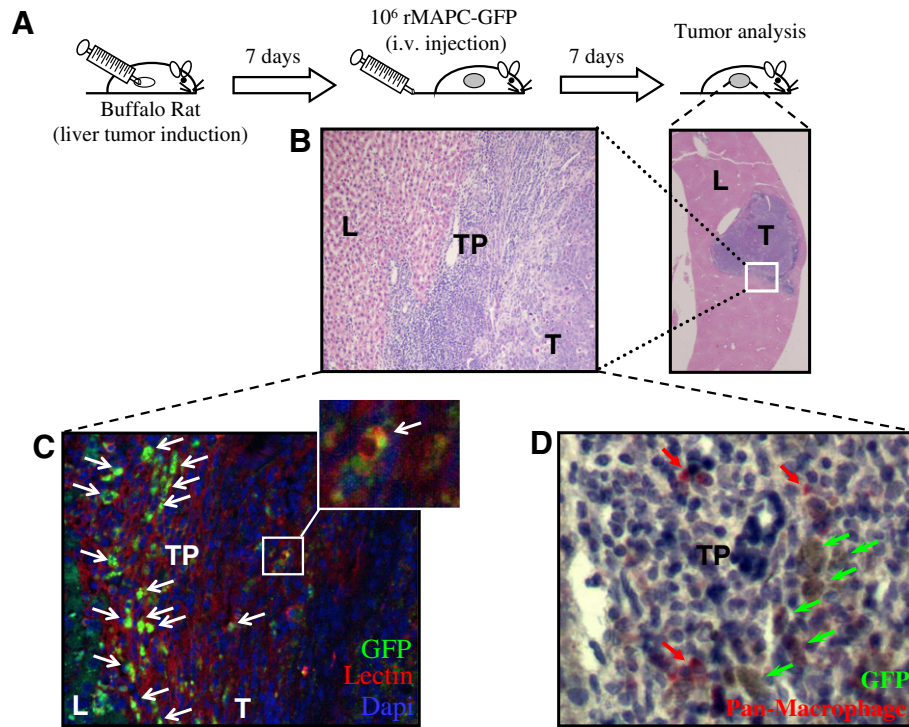 A
10⁶ rMAPC-GFP
(i.v. injection)
Tumor analysis
7 days
7 days
Buffalo Rat
(liver tumor induction)
B
L
TP
T
L
T
C
TP
L
T
GFP
Lectin
Dapi
D
TP
GFP
Pan-Macrophage